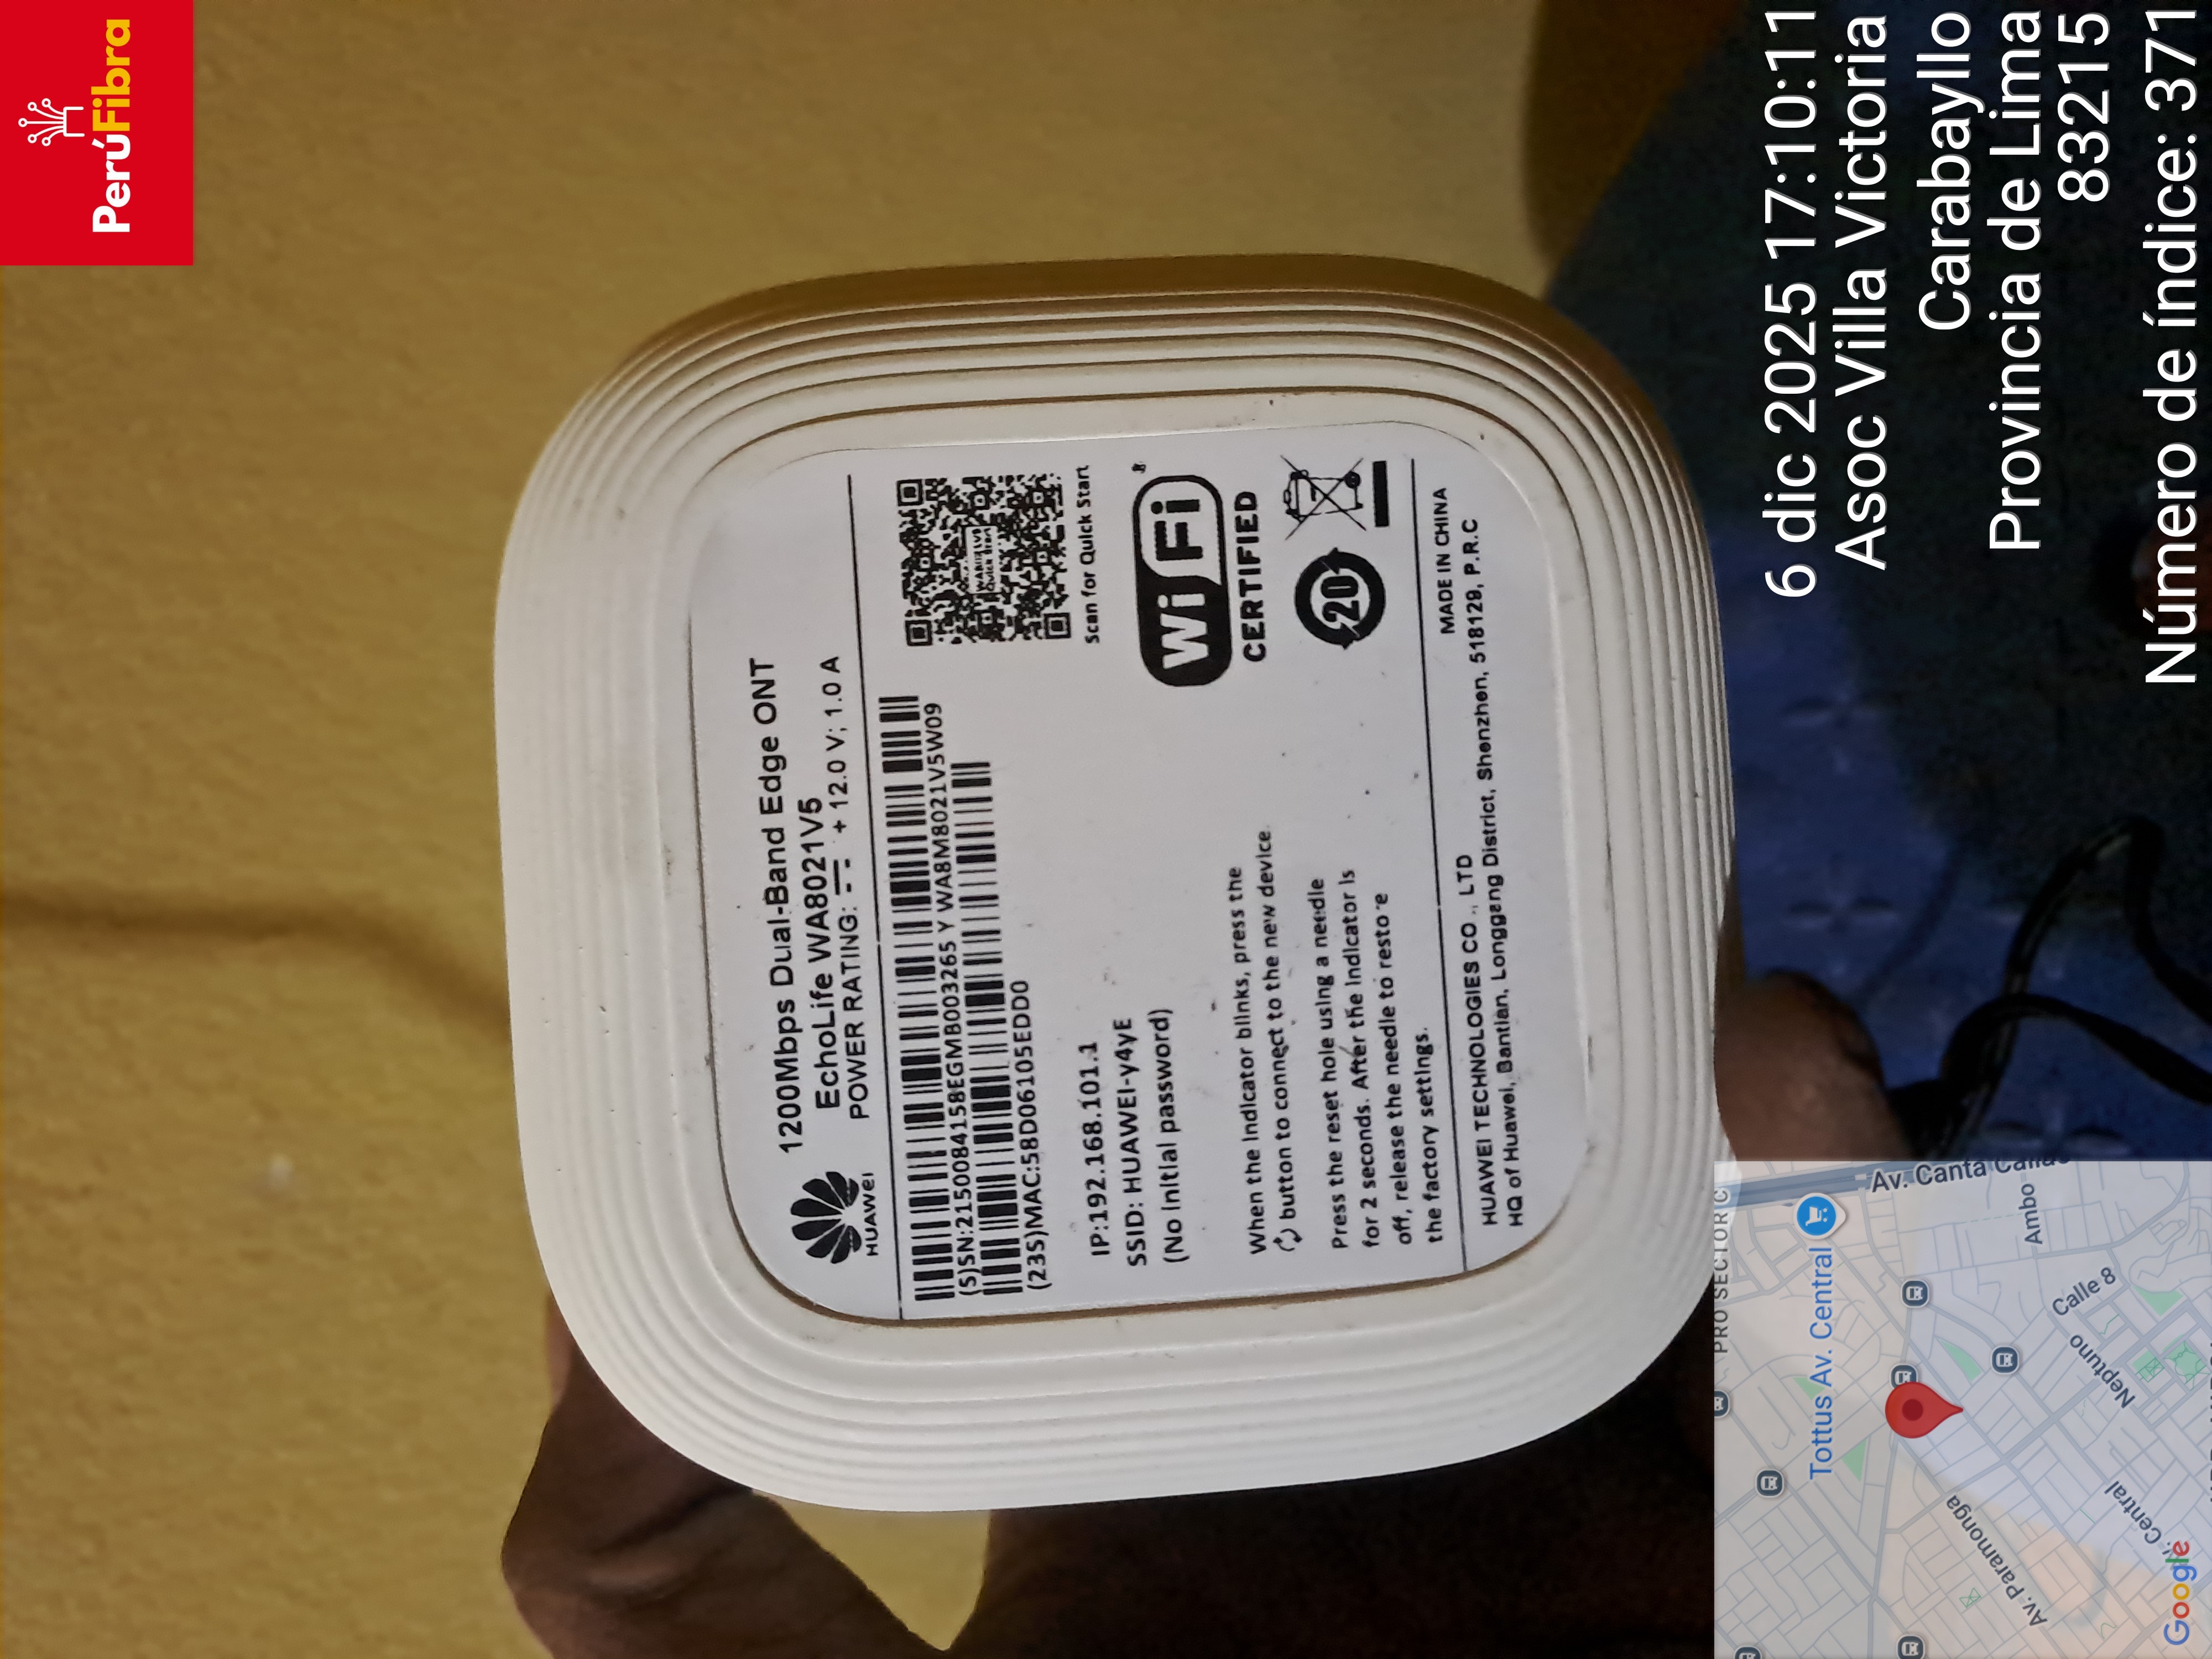 PerúFibra
HUAWEI
1200Mbps Dual-Band Edge ONT
EchoLife WA8021V5
POWER RATING: + 12.0 V; 1.0 A
(S)SN:2150084158EGMB003265 Y WA8M8021V5W09
(23S)MAC:58D06105EDD0
Scan for Quick Start
IP:192.168.101.1
SSID: HUAWEI-y4yE
(No initial password)
Wi Fi
CERTIFIED
When the indicator blinks, press the
button to connect to the new device
Press the reset hole using a needle
for 2 seconds. After the indicator is
off, release the needle to restore
the factory settings.
20
HUAWEI TECHNOLOGIES CO., LTD
MADE IN CHINA
HQ of Huawei, Bantian, Longgang District, Shenzhen, 518129, P.R.C
6 dic 2025 17:10:11
Asoc Villa Victoria
Carabayllo
Provincia de Lima
83215
Número de índice: 371
PRO SECTOR C
Tottus Av. Central
Av. Canta Callao
Ambo
Calle 8
Neptuno
Av. Paramonga
Av. Central
Google